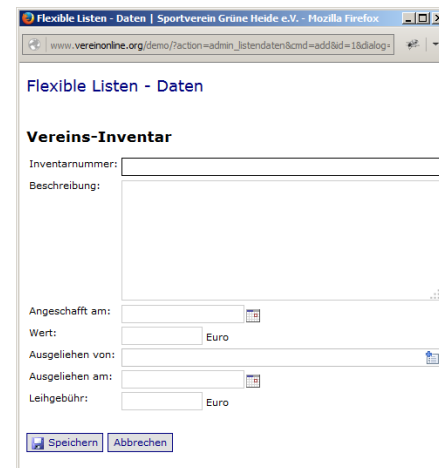 Flexible Listen - Daten | Sportverein Grüne Heide e.V. - Mozilla Firefox
www.vereinonline.org/demo/?action=admin_listendaten&cmd=add&id=1&dialog=
Flexible Listen - Daten
Vereins-Inventar
Inventarnummer:
Beschreibung:
Angeschafft am:
Wert: Euro
Ausgeliehen von:
Ausgeliehen am:
Leihgebühr: Euro
Speichern Abbrechen